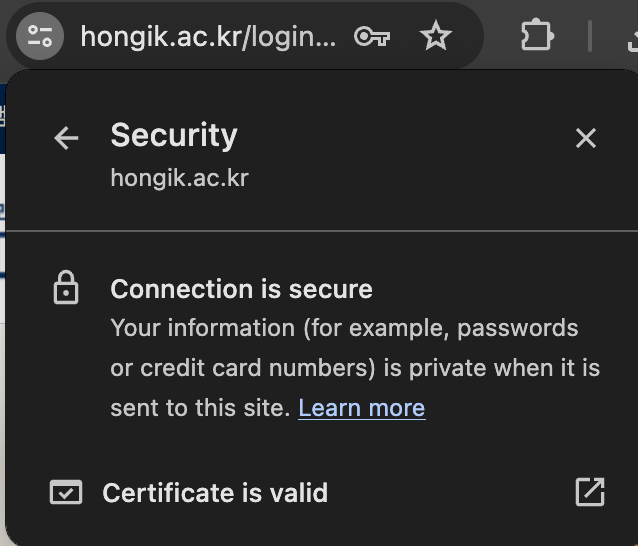 hongik.ac.kr/login...
Security
hongik.ac.kr
Connection is secure
Your information (for example, passwords
or credit card numbers) is private when it is
sent to this site. Learn more
Certificate is valid